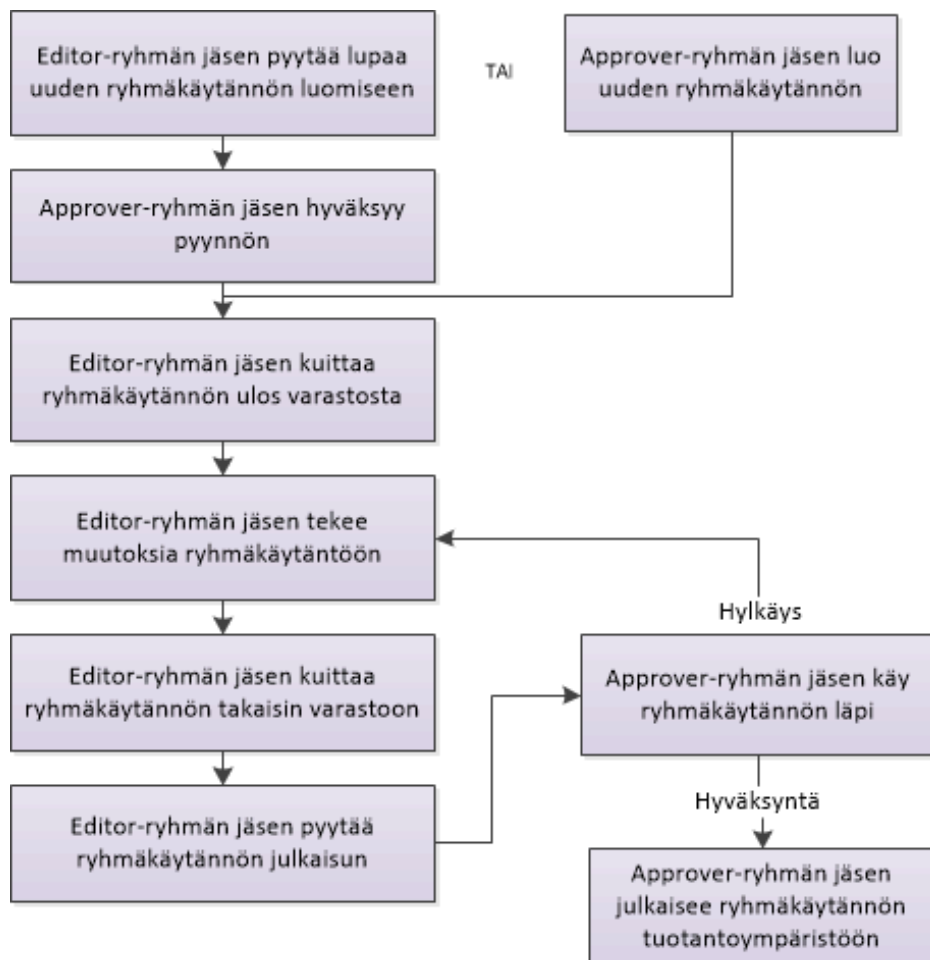 Editor-ryhmän jäsen pyytää lupaa
uuden ryhmäkäytännön luomiseen
TAI
Approver-ryhmän jäsen luo
uuden ryhmäkäytännön
Approver-ryhmän jäsen hyväksyy
pyynnön
Editor-ryhmän jäsen kuittaa
ryhmäkäytännön ulos varastosta
Editor-ryhmän jäsen tekee
muutoksia ryhmäkäytäntöön
Editor-ryhmän jäsen kuittaa
ryhmäkäytännön takaisin varastoon
Editor-ryhmän jäsen pyytää
ryhmäkäytännön julkaisun
Hylkäys
Approver-ryhmän jäsen käy
ryhmäkäytännön läpi
Hyväksyntä
Approver-ryhmän jäsen
julkaisee ryhmäkäytännön
tuotantoympäristöön